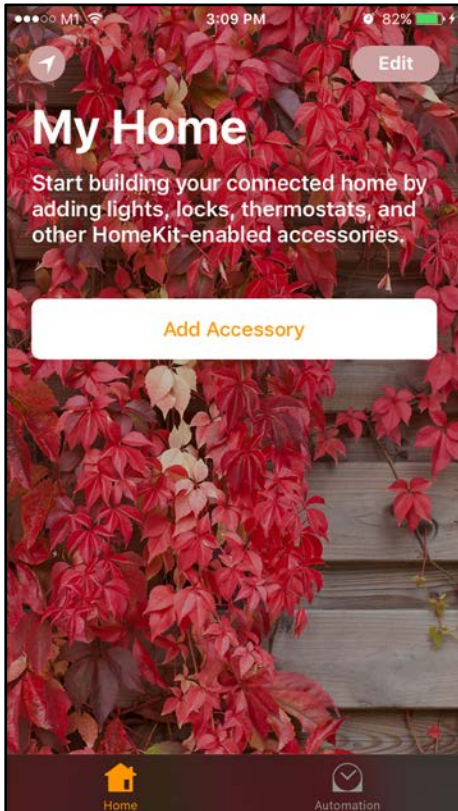 M1 3:09 PM 82%
Edit
My Home
Start building your connected home by
adding lights, locks, thermostats, and
other HomeKit-enabled accessories.
Add Accessory
Home Automation